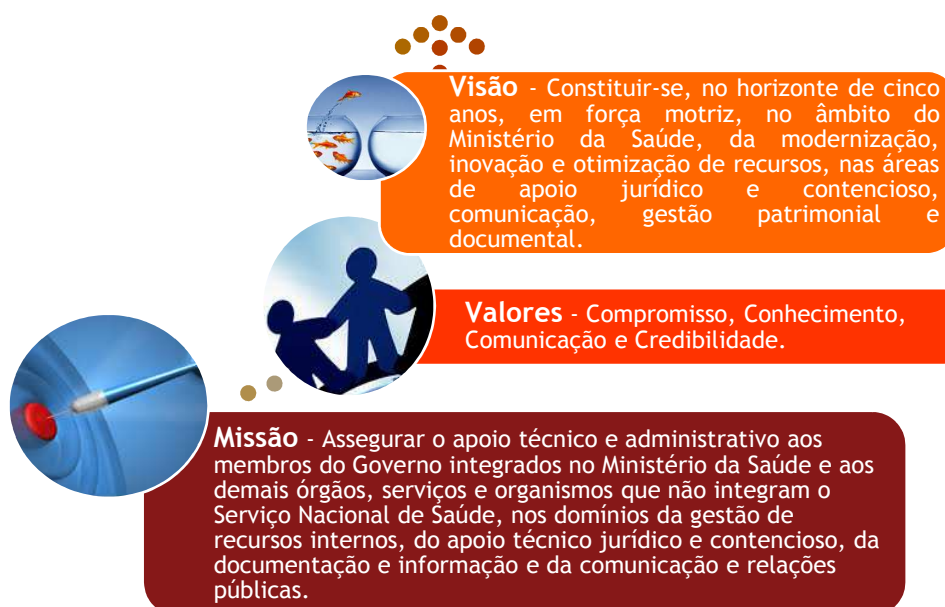 Visão - Constituir-se, no horizonte de cinco
anos, em força motriz, no âmbito do
Ministério da Saúde, da modernização,
inovação e otimização de recursos, nas áreas
de apoio jurídico e contencioso,
comunicação, gestão patrimonial e
documental.
Valores - Compromisso, Conhecimento,
Comunicação e Credibilidade.
Missão - Assegurar o apoio técnico e administrativo aos
membros do Governo integrados no Ministério da Saúde e aos
demais órgãos, serviços e organismos que não integram o
Serviço Nacional de Saúde, nos domínios da gestão de
recursos internos, do apoio técnico jurídico e contencioso, da
documentação e informação e da comunicação e relações
públicas.